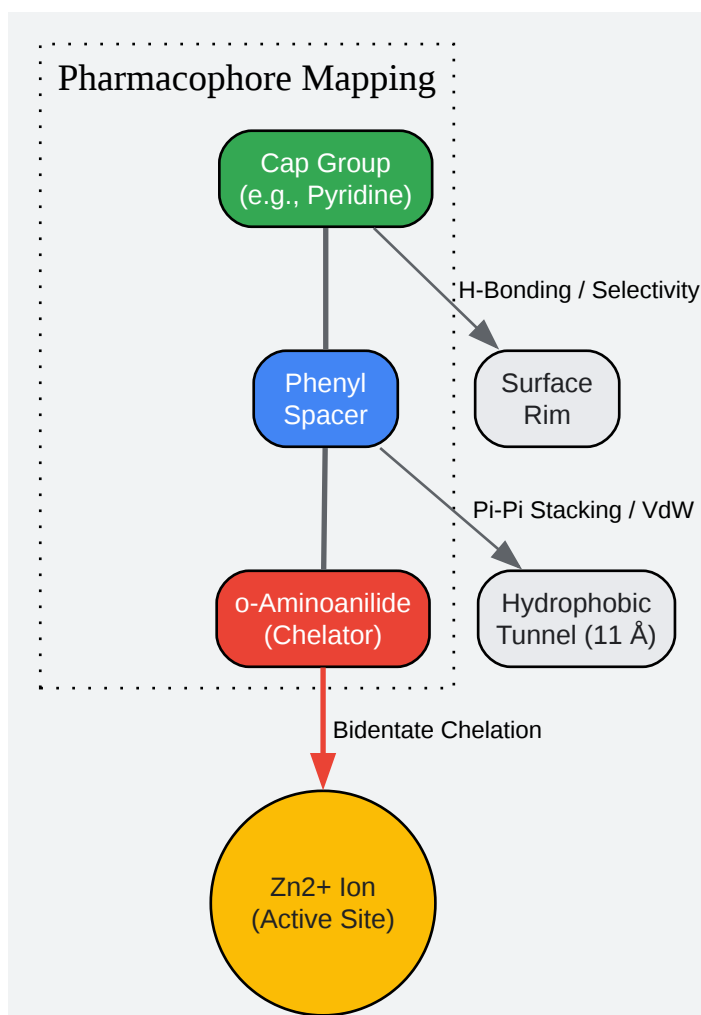 Pharmacophore Mapping
Cap Group
(e.g., Pyridine)
H-Bonding / Selectivity
Phenyl
Spacer
Surface
Rim
Pi-Pi Stacking / VdW
o-Aminoanilide
(Chelator)
Hydrophobic
Tunnel (11 Å)
Bidentate Chelation
Zn2+ Ion
(Active Site)